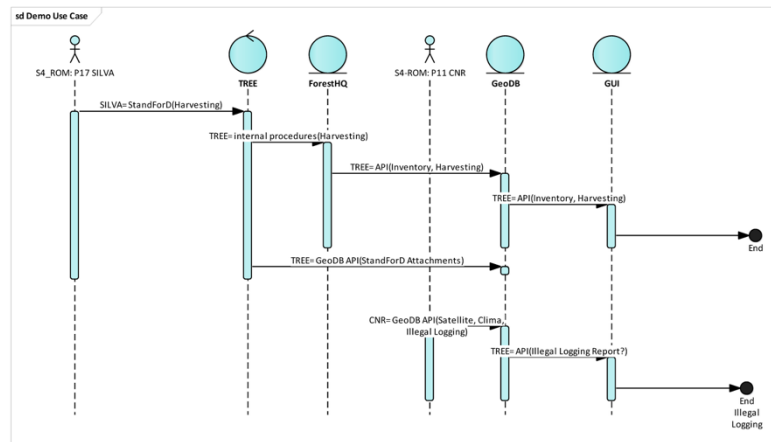 sd Demo Use Case
S4_ROM: P17 SILVA
TREE
ForestHQ
S4-ROM: P11 CNR
GeoDB
GUI
SILVA= StandForD(Harvesting)
TREE= internal procedures(Harvesting)
TREE= API(Inventory, Harvesting)
TREE= API(Inventory, Harvesting)
End
TREE= GeoDB API(StandForD Attachments)
CNR= GeoDB API(Satellite, Clima,
Illegal Logging)
TREE= API(Illegal Logging Report?)
End
Illegal
Logging